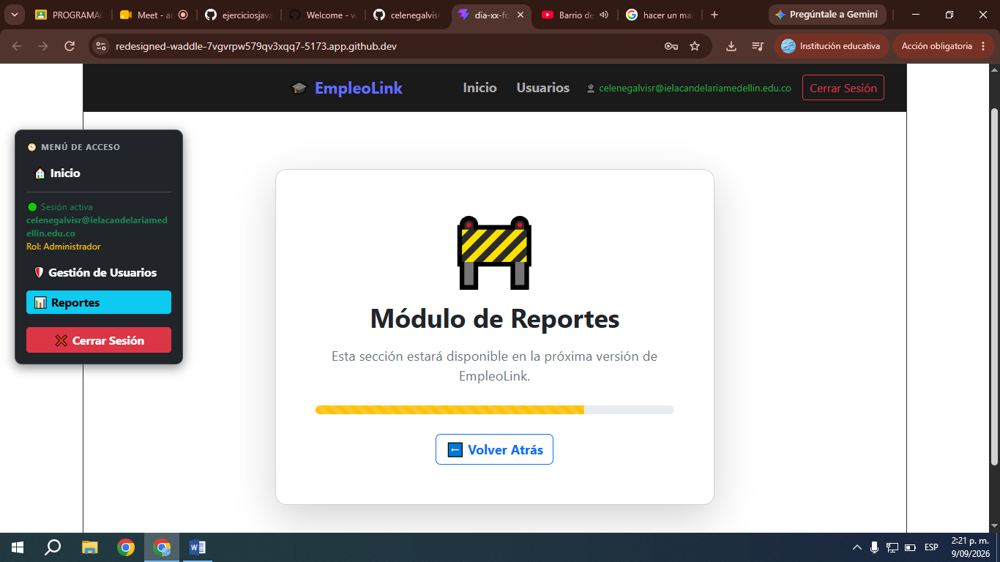 PROGRAMAC
Meet - ac
ejerciciosjava
Welcome - w
celenegalvisr
dia-xx-fo
Barrio de
hacer un ma
Pregúntale a Gemini
redesigned-waddle-7vgvrpw579qv3xqq7-5173.app.github.dev
Institución educativa
Acción obligatoria
EmpleoLink
Inicio
Usuarios
celenegalvisr@ielacandelariamedellin.edu.co
Cerrar Sesión
MENÚ DE ACCESO
Inicio
Sesión activa
celenegalvisr@ielacandelariamed
ellin.edu.co
Rol: Administrador
Gestión de Usuarios
Reportes
Cerrar Sesión
Módulo de Reportes
Esta sección estará disponible en la próxima versión de
EmpleoLink.
Volver Atrás
ESP
2:21 p. m.
9/09/2026